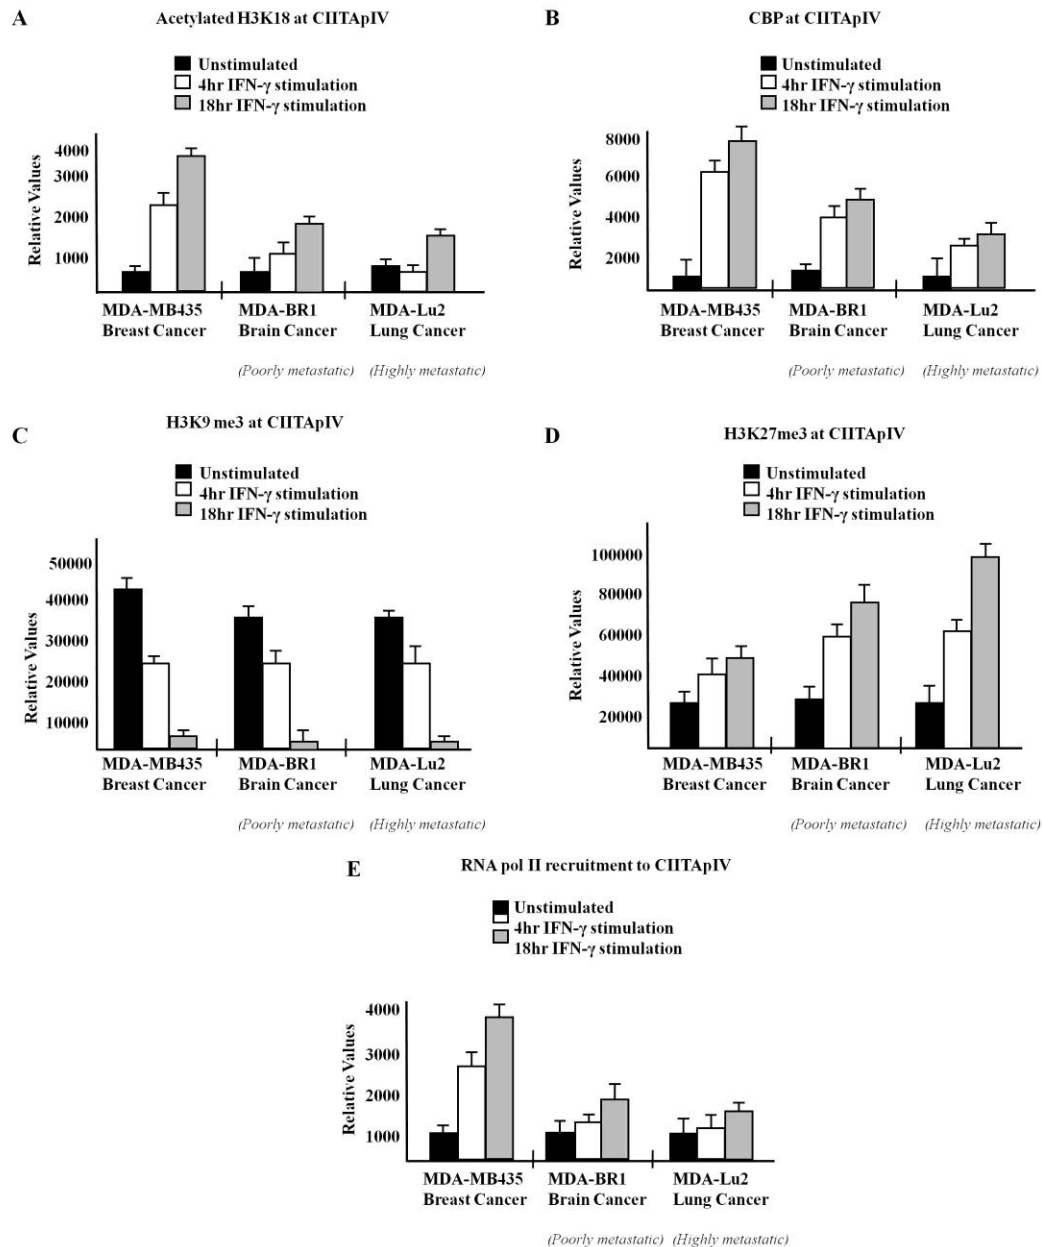 A
Acetylated H3K18 at CIITApIV
Unstimulated
4hr IFN-γ stimulation
18hr IFN-γ stimulation
Relative Values
4000
3000
2000
1000
MDA-MB435
Breast Cancer
MDA-BR1
Brain Cancer
MDA-Lu2
Lung Cancer
(Poorly metastatic)
(Highly metastatic)
B
CBP at CIITApIV
Unstimulated
4hr IFN-γ stimulation
18hr IFN-γ stimulation
Relative Values
8000
6000
4000
2000
MDA-MB435
Breast Cancer
MDA-BR1
Brain Cancer
MDA-Lu2
Lung Cancer
(Poorly metastatic)
(Highly metastatic)
C
H3K9 me3 at CIITApIV
Unstimulated
4hr IFN-γ stimulation
18hr IFN-γ stimulation
Relative Values
50000
40000
30000
20000
10000
MDA-MB435
Breast Cancer
MDA-BR1
Brain Cancer
MDA-Lu2
Lung Cancer
(Poorly metastatic)
(Highly metastatic)
D
H3K27me3 at CIITApIV
Unstimulated
4hr IFN-γ stimulation
18hr IFN-γ stimulation
Relative Values
100000
80000
60000
40000
20000
MDA-MB435
Breast Cancer
MDA-BR1
Brain Cancer
MDA-Lu2
Lung Cancer
(Poorly metastatic)
(Highly metastatic)
E
RNA pol II recruitment to CIITApIV
Unstimulated
4hr IFN-γ stimulation
18hr IFN-γ stimulation
Relative Values
4000
3000
2000
1000
MDA-MB435
Breast Cancer
MDA-BR1
Brain Cancer
MDA-Lu2
Lung Cancer
(Poorly metastatic)
(Highly metastatic)